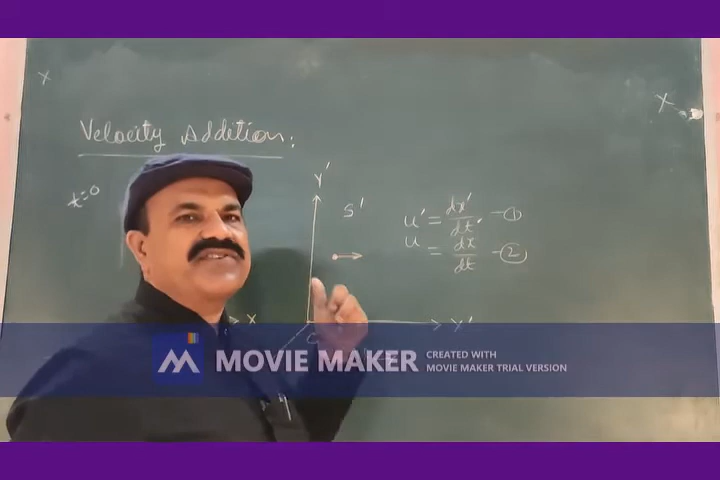 X
X
Velocity Addition:
t=0
Y'
S'
u' = dx'/dt' -①
u = dx/dt -②
X
X'
MOVIE MAKER
CREATED WITH
MOVIE MAKER TRIAL VERSION